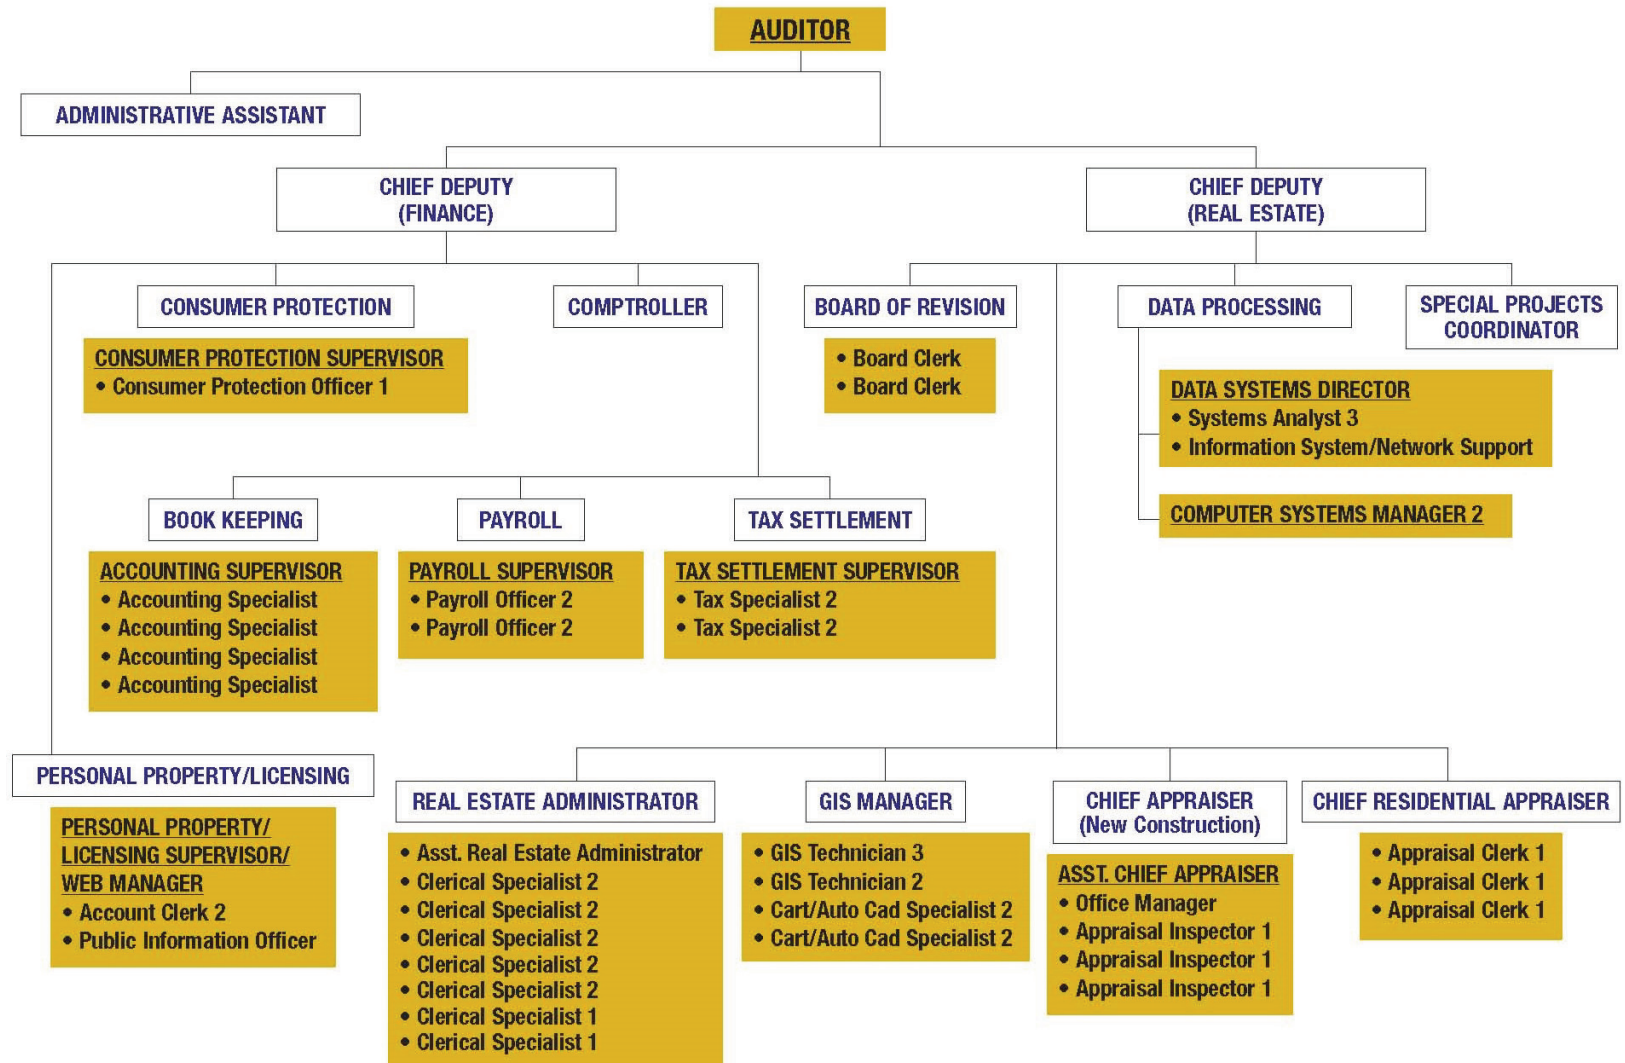 AUDITOR
ADMINISTRATIVE ASSISTANT
CHIEF DEPUTY
(FINANCE)
CHIEF DEPUTY
(REAL ESTATE)
CONSUMER PROTECTION
COMPTROLLER
BOARD OF REVISION
DATA PROCESSING
SPECIAL PROJECTS
COORDINATOR
CONSUMER PROTECTION SUPERVISOR
• Consumer Protection Officer 1
• Board Clerk
• Board Clerk
DATA SYSTEMS DIRECTOR
• Systems Analyst 3
• Information System/Network Support
COMPUTER SYSTEMS MANAGER 2
BOOK KEEPING
PAYROLL
TAX SETTLEMENT
ACCOUNTING SUPERVISOR
• Accounting Specialist
• Accounting Specialist
• Accounting Specialist
• Accounting Specialist
PAYROLL SUPERVISOR
• Payroll Officer 2
• Payroll Officer 2
TAX SETTLEMENT SUPERVISOR
• Tax Specialist 2
• Tax Specialist 2
PERSONAL PROPERTY/LICENSING
PERSONAL PROPERTY/
LICENSING SUPERVISOR/
WEB MANAGER
• Account Clerk 2
• Public Information Officer
REAL ESTATE ADMINISTRATOR
• Asst. Real Estate Administrator
• Clerical Specialist 2
• Clerical Specialist 2
• Clerical Specialist 2
• Clerical Specialist 2
• Clerical Specialist 2
• Clerical Specialist 1
• Clerical Specialist 1
GIS MANAGER
• GIS Technician 3
• GIS Technician 2
• Cart/Auto Cad Specialist 2
• Cart/Auto Cad Specialist 2
CHIEF APPRAISER
(New Construction)
ASST. CHIEF APPRAISER
• Office Manager
• Appraisal Inspector 1
• Appraisal Inspector 1
• Appraisal Inspector 1
CHIEF RESIDENTIAL APPRAISER
• Appraisal Clerk 1
• Appraisal Clerk 1
• Appraisal Clerk 1